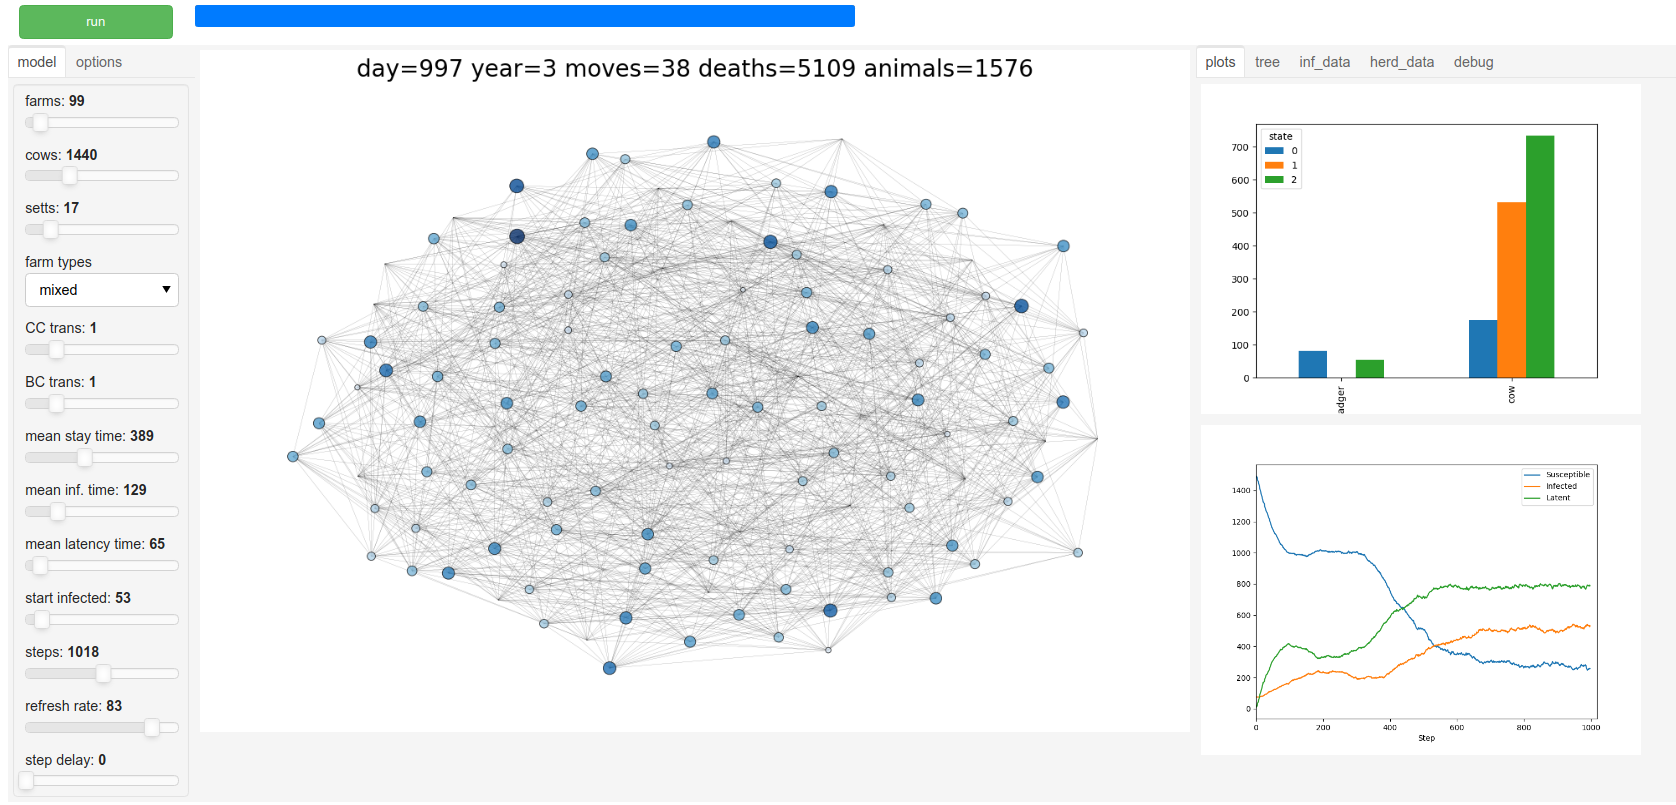 run
model options
farms: 99
cows: 1440
setts: 17
farm types
mixed
CC trans: 1
BC trans: 1
mean stay time: 389
mean inf. time: 129
mean latency time: 65
start infected: 53
steps: 1018
refresh rate: 83
step delay: 0
day=997 year=3 moves=38 deaths=5109 animals=1576
plots tree inf_data herd_data debug
state
0
1
2
700
600
500
400
300
200
100
0
adger
cow
Susceptible
Infected
Latent
1400
1200
1000
800
600
400
200
0
0 200 400 600 800 1000
Step